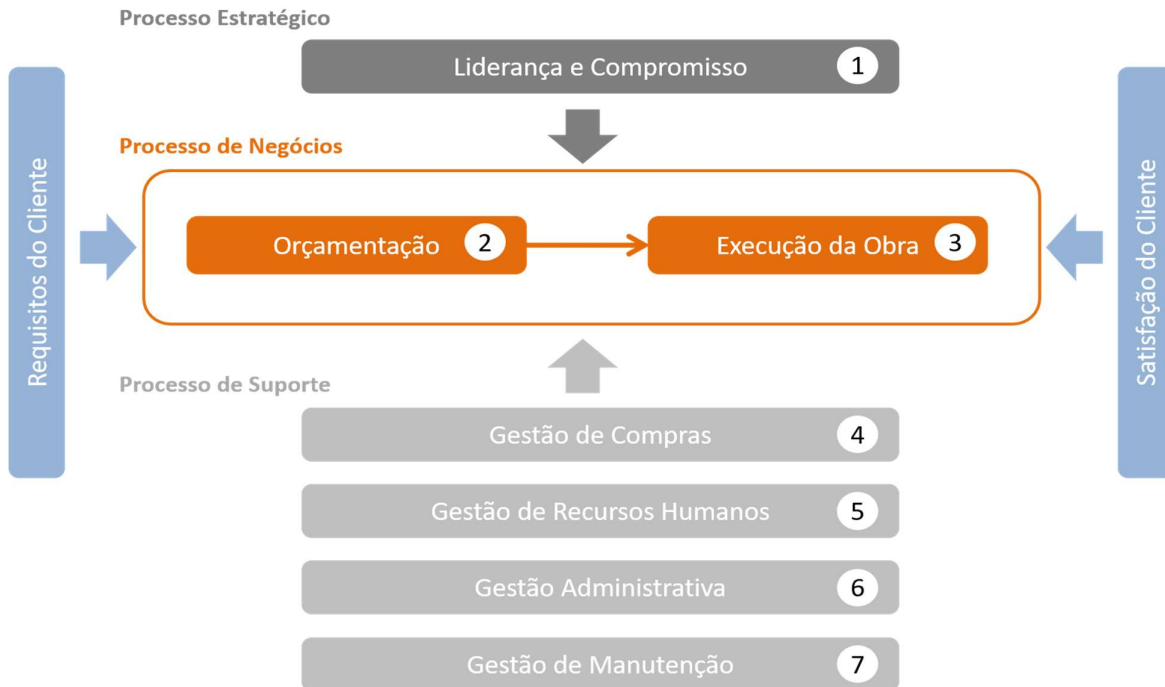 Processo Estratégico
Liderança e Compromisso 1
Processo de Negócios
Requisitos do Cliente
Orçamentação 2
Execução da Obra 3
Satisfação do Cliente
Processo de Suporte
Gestão de Compras 4
Gestão de Recursos Humanos 5
Gestão Administrativa 6
Gestão de Manutenção 7